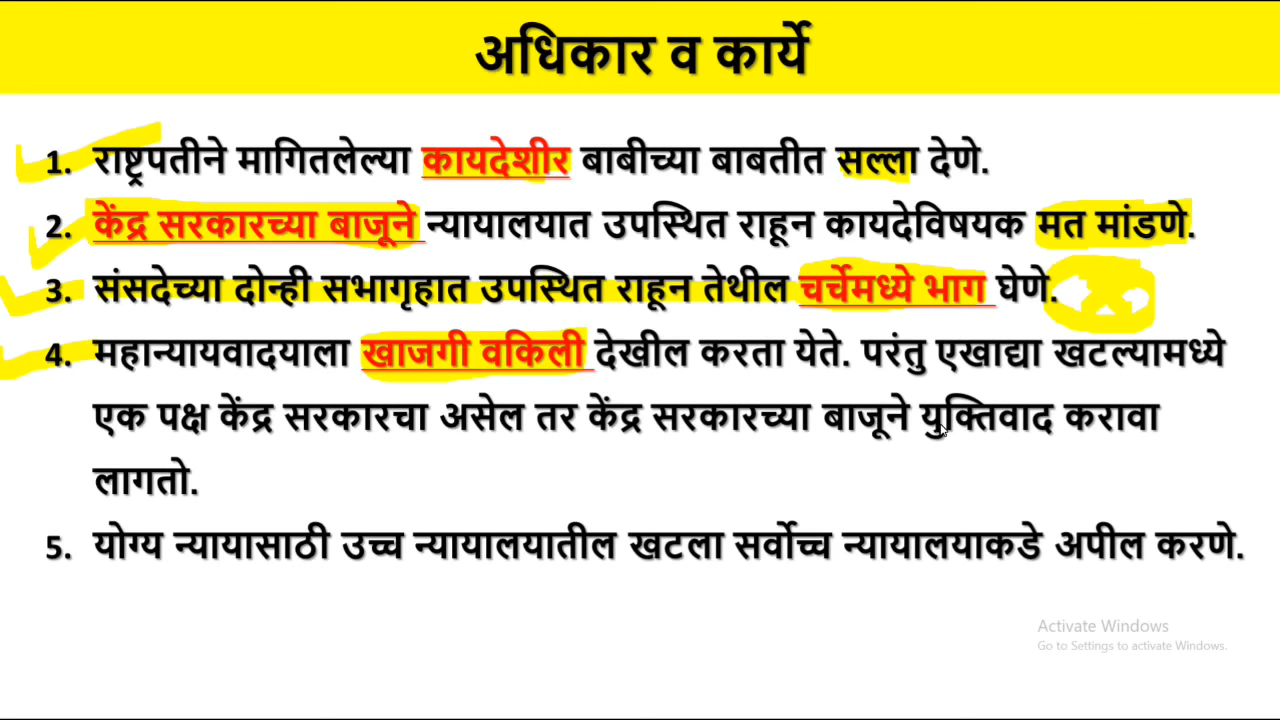 अधिकार व कार्ये
1. राष्ट्रपतीने मागितलेल्या कायदेशीर बाबीच्या बाबतीत सल्ला देणे.
2. केंद्र सरकारच्या बाजूने न्यायालयात उपस्थित राहून कायदेविषयक मत मांडणे.
3. संसदेच्या दोन्ही सभागृहात उपस्थित राहून तेथील चर्चेमध्ये भाग घेणे.
4. महान्यायवादयाला खाजगी वकिली देखील करता येते. परंतु एखाद्या खटल्यामध्ये
एक पक्ष केंद्र सरकारचा असेल तर केंद्र सरकारच्या बाजूने युक्तिवाद करावा
लागतो.
5. योग्य न्यायासाठी उच्च न्यायालयातील खटला सर्वोच्च न्यायालयाकडे अपील करणे.
Activate Windows
Go to Settings to activate Windows.